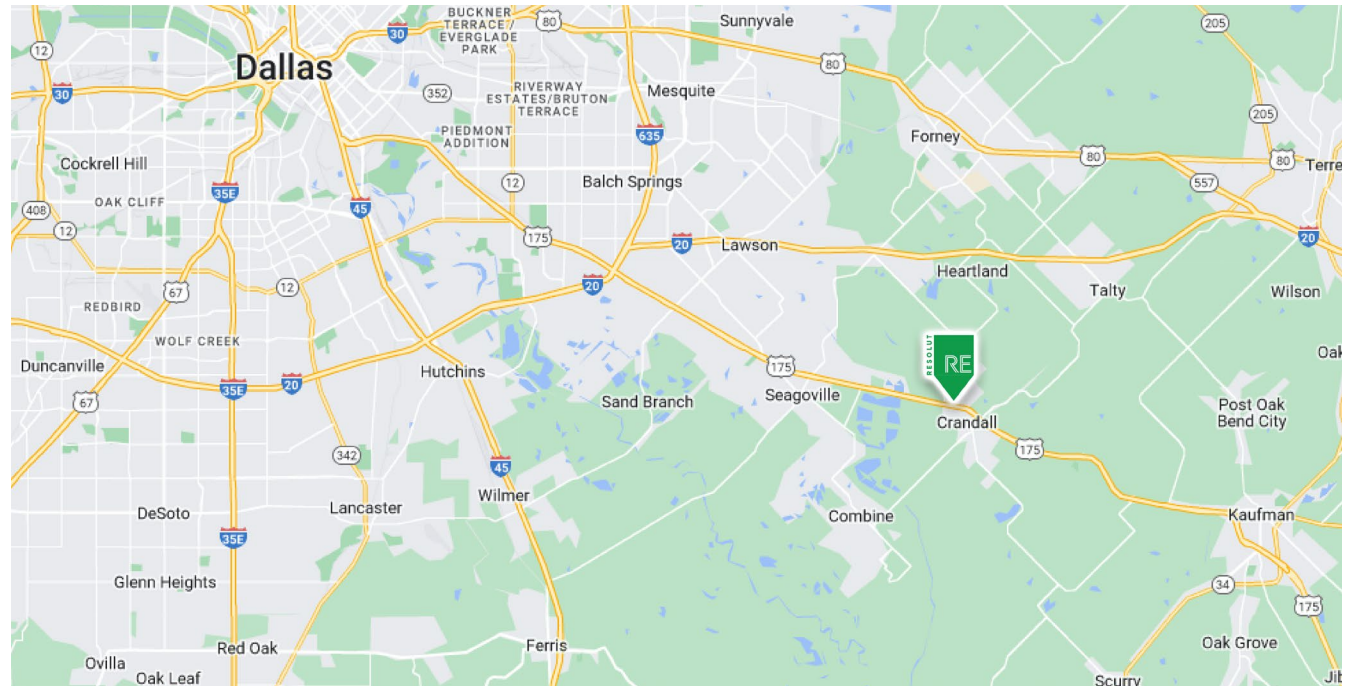 BUCKNER
TERRACE/
EVERGLADE
PARK
80
Sunnyvale
205
12
30
Dallas
80
30
352
RIVERWAY
ESTATES/BRUTON
TERRACE
Mesquite
205
PIEDMONT
ADDITION
635
Forney
80
80
Terre
Cockrell Hill
35E
12
Balch Springs
557
OAK CLIFF
45
408
12
175
20
Lawson
20
Heartland
20
Talty
Wilson
67
12
REDBIRD
WOLF CREEK
RESOLUT
RE
Duncanville
Hutchins
175
Oak
35E
20
67
Sand Branch
Seagoville
Crandall
Post Oak
Bend City
175
342
45
Wilmer
Lancaster
DeSoto
Combine
Kaufman
35E
Glenn Heights
34
175
Red Oak
Ferris
Oak Grove
Ovilla
Oak Leaf
Scurry
Jib